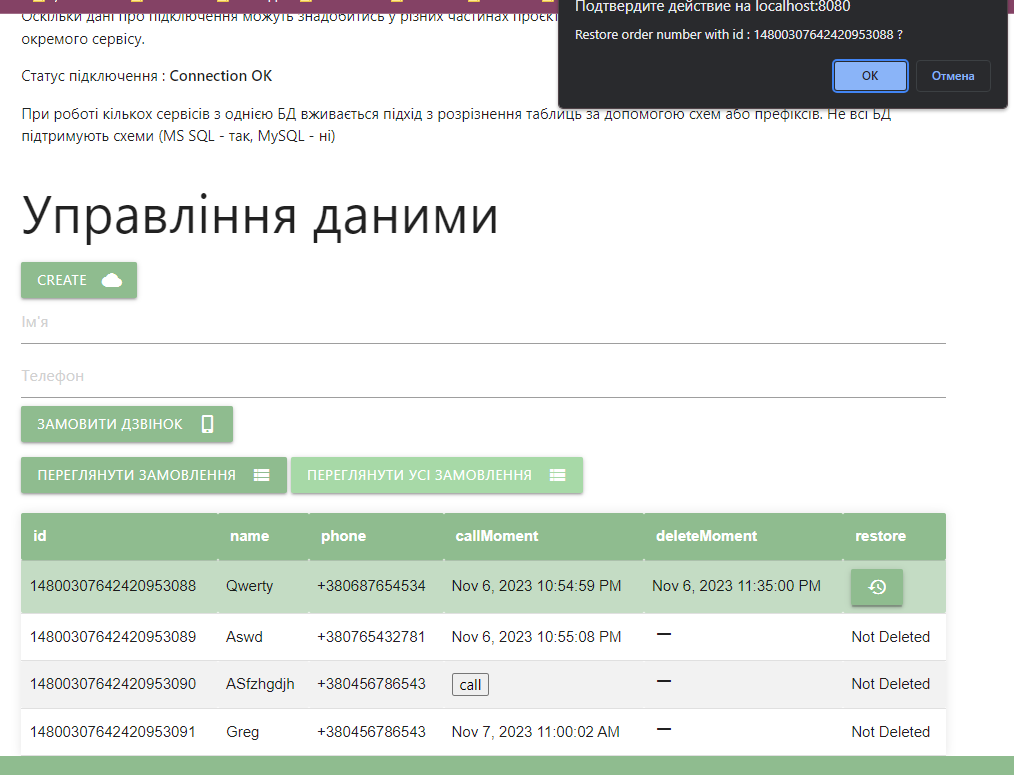 Оскільки дані про підключення можуть знадобитись у різних частинах проєкт
окремого сервісу.
Подтвердите действие на localhost:8080
Restore order number with id : 14800307642420953088 ?
OK
Отмена
Статус підключення : Connection OK
При роботі кількох сервісів з однією БД вживається підхід з розрізнення таблиць за допомогою схем або префіксів. Не всі БД
підтримують схеми (MS SQL - так, MySQL - ні)
Управління даними
CREATE
Ім'я
Телефон
ЗАМОВИТИ ДЗВІНОК
ПЕРЕГЛЯНУТИ ЗАМОВЛЕННЯ ПЕРЕГЛЯНУТИ УСІ ЗАМОВЛЕННЯ
id name phone callMoment deleteMoment restore
14800307642420953088 Qwerty +380687654534 Nov 6, 2023 10:54:59 PM Nov 6, 2023 11:35:00 PM
14800307642420953089 Aswd +380765432781 Nov 6, 2023 10:55:08 PM — Not Deleted
14800307642420953090 ASfzhgdjh +380456786543 call — Not Deleted
14800307642420953091 Greg +380456786543 Nov 7, 2023 11:00:02 AM — Not Deleted